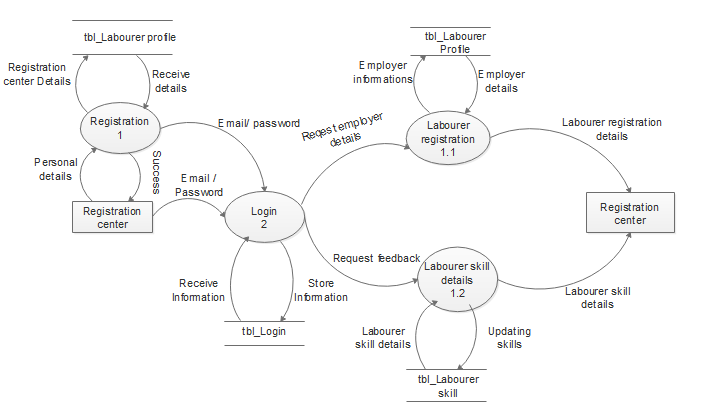 tbl_Labourer profile
tbl_Labourer
Profile
Registration
center Details
Receive
details
Employer
informations
Employer
details
Registration
1
Email/ password
Reqest employer
details
Labourer
registration
1.1
Labourer registration
details
Personal
details
Success
Email /
Password
Registration
center
Login
2
Registration
center
Request feedback
Labourer skill
details
1.2
Receive
Information
Store
Information
Labourer skill
details
tbl_Login
Labourer
skill details
Updating
skills
tbl_Labourer
skill